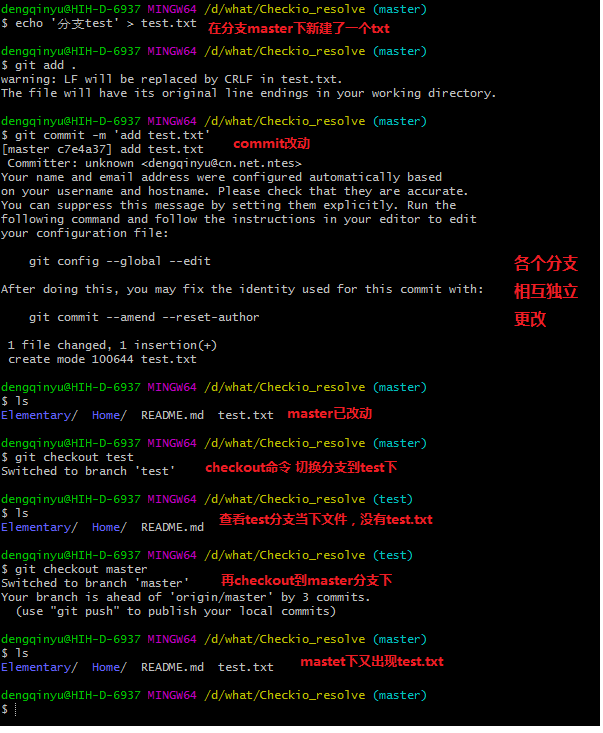 dengqinyu@HIH-D-6937 MINGW64 /d/what/Checkio_resolve (master)
$ echo '分支test' > test.txt 在分支master下新建了一个txt
dengqinyu@HIH-D-6937 MINGW64 /d/what/Checkio_resolve (master)
$ git add .
warning: LF will be replaced by CRLF in test.txt.
The file will have its original line endings in your working directory.
dengqinyu@HIH-D-6937 MINGW64 /d/what/Checkio_resolve (master)
$ git commit -m 'add test.txt'
[master c7e4a37] add test.txt commit改动
Committer: unknown <dengqinyu@cn.net.ntes>
Your name and email address were configured automatically based
on your username and hostname. Please check that they are accurate.
You can suppress this message by setting them explicitly. Run the
following command and follow the instructions in your editor to edit
your configuration file:
git config --global --edit
各个分支
After doing this, you may fix the identity used for this commit with:
相互独立
git commit --amend --reset-author
更改
1 file changed, 1 insertion(+)
create mode 100644 test.txt
dengqinyu@HIH-D-6937 MINGW64 /d/what/Checkio_resolve (master)
$ ls
Elementary/ Home/ README.md test.txt master已改动
dengqinyu@HIH-D-6937 MINGW64 /d/what/Checkio_resolve (master)
$ git checkout test
Switched to branch 'test' checkout命令 切换分支到test下
dengqinyu@HIH-D-6937 MINGW64 /d/what/Checkio_resolve (test)
$ ls
Elementary/ Home/ README.md 查看test分支当下文件，没有test.txt
dengqinyu@HIH-D-6937 MINGW64 /d/what/Checkio_resolve (test)
$ git checkout master
Switched to branch 'master' 再checkout到master分支下
Your branch is ahead of 'origin/master' by 3 commits.
(use "git push" to publish your local commits)
dengqinyu@HIH-D-6937 MINGW64 /d/what/Checkio_resolve (master)
$ ls
Elementary/ Home/ README.md test.txt mastet下又出现test.txt
dengqinyu@HIH-D-6937 MINGW64 /d/what/Checkio_resolve (master)
$